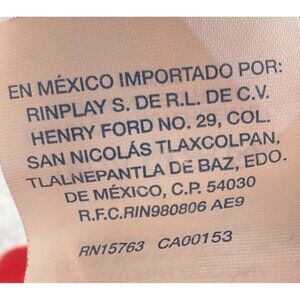 EN MÉXICO IMPORTADO POR:
RINPLAY S. DE R.L. DE C.V.
HENRY FORD NO. 29, COL.
SAN NICOLÁS TLAXCOLPAN,
TLALNEPANTLA DE BAZ, EDO.
DE MÉXICO, C.P. 54030
R.F.C.RIN980806 AE9
RN15763 CA00153